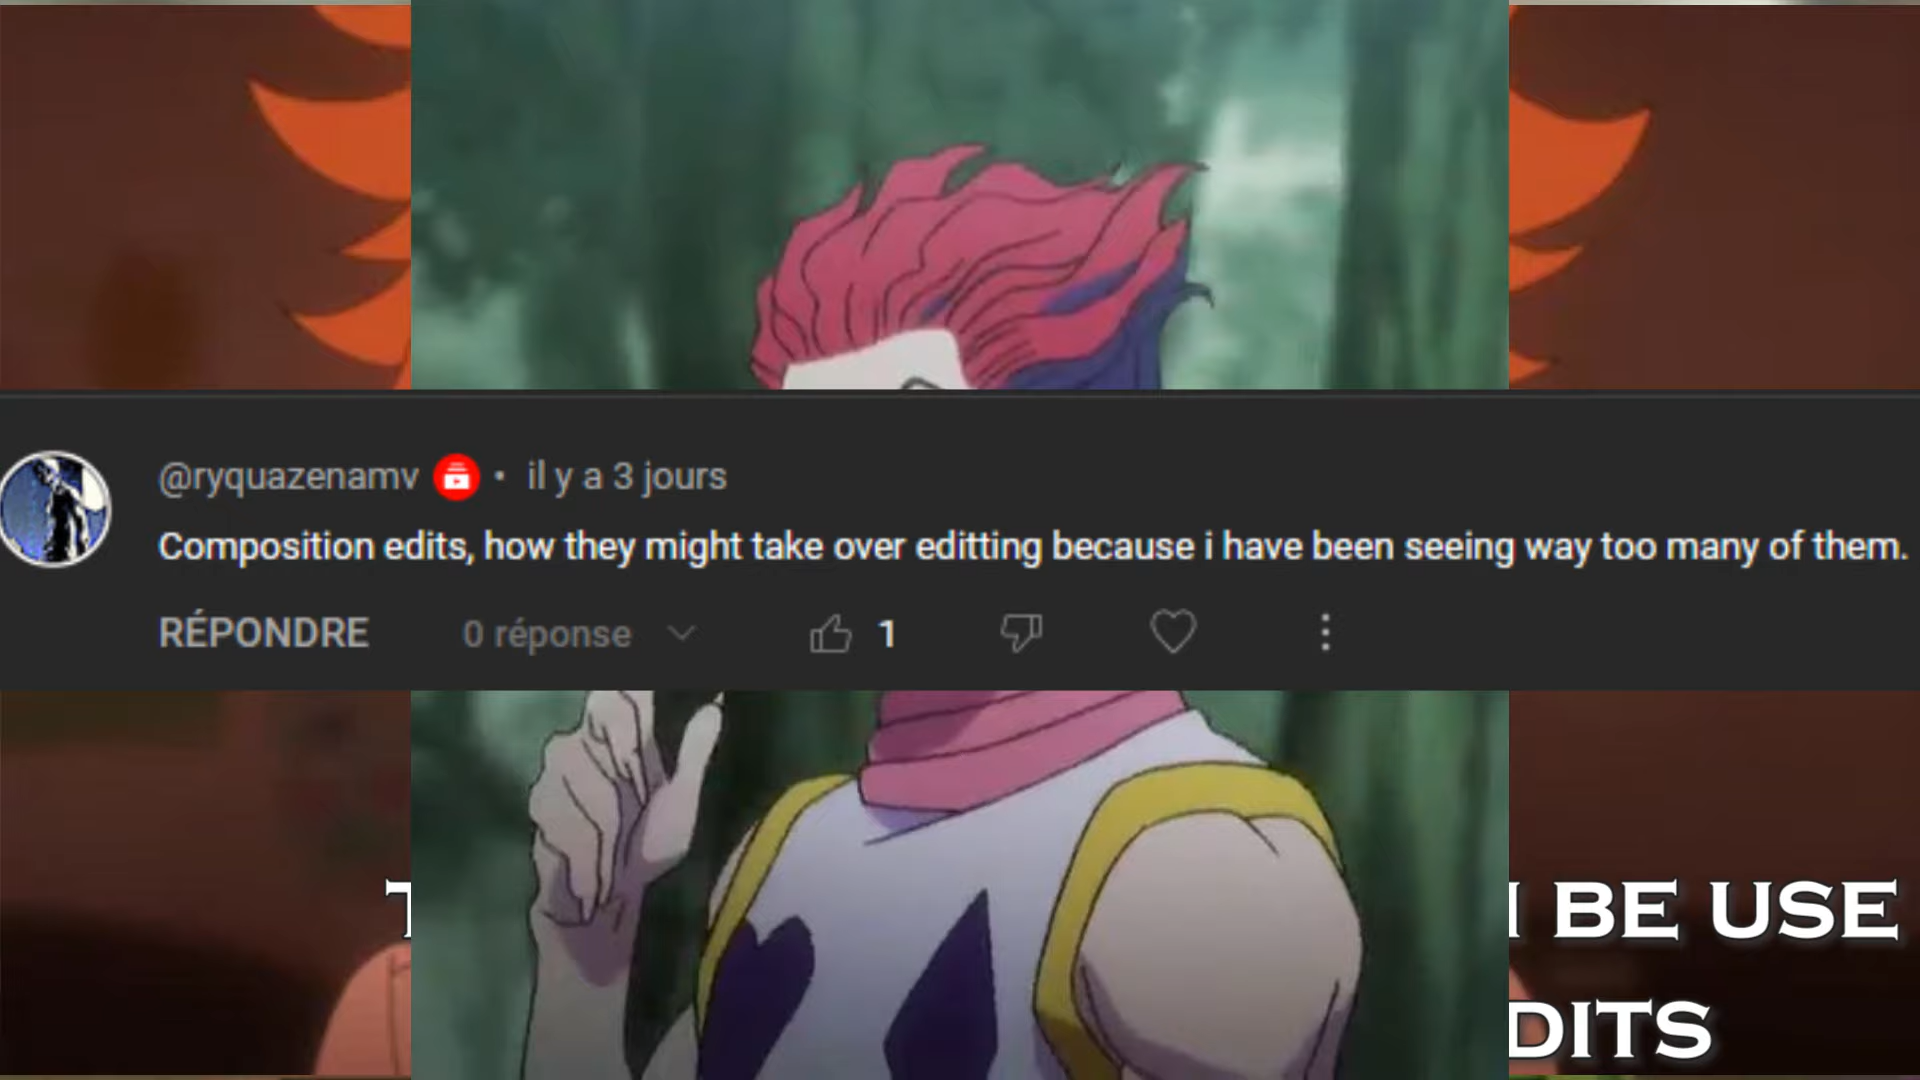 @ryquazenamv • il y a 3 jours
Composition edits, how they might take over editting because i have been seeing way too many of them.
RÉPONDRE 0 réponse 1
BE USE
DITS